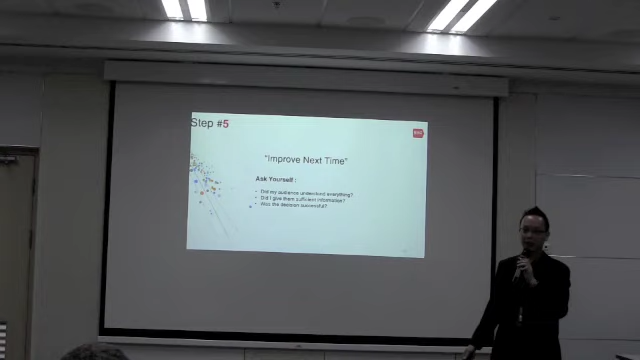 Step #5
"Improve Next Time"
Ask Yourself :
• Did my audience understand everything?
• Did I give them sufficient information?
• Was the decision successful?